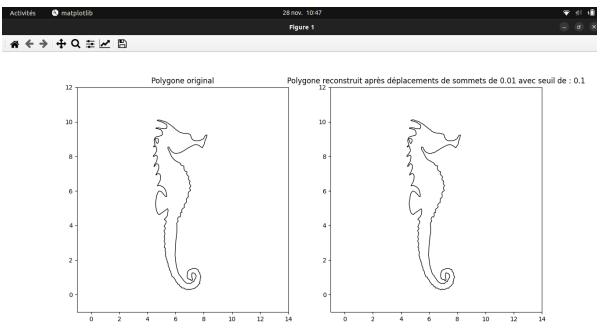 Activités matplotlib 28 nov. 10:47
Figure 1
Polygone original
Polygone reconstruit après déplacements de sommets de 0.01 avec seuil de : 0.1
12
10
8
6
4
2
0
0 2 4 6 8 10 12 14
12
10
8
6
4
2
0
0 2 4 6 8 10 12 14